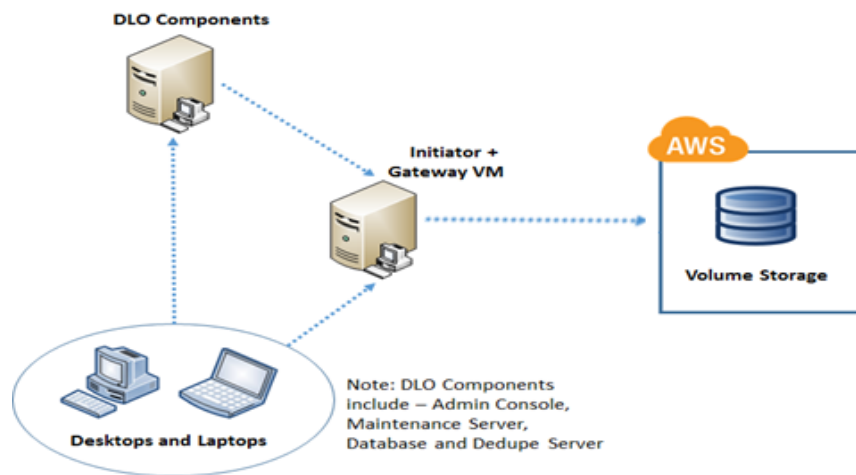 DLO Components
Initiator +
Gateway VM
AWS
Volume Storage
Desktops and Laptops
Note: DLO Components
include – Admin Console,
Maintenance Server,
Database and Dedupe Server